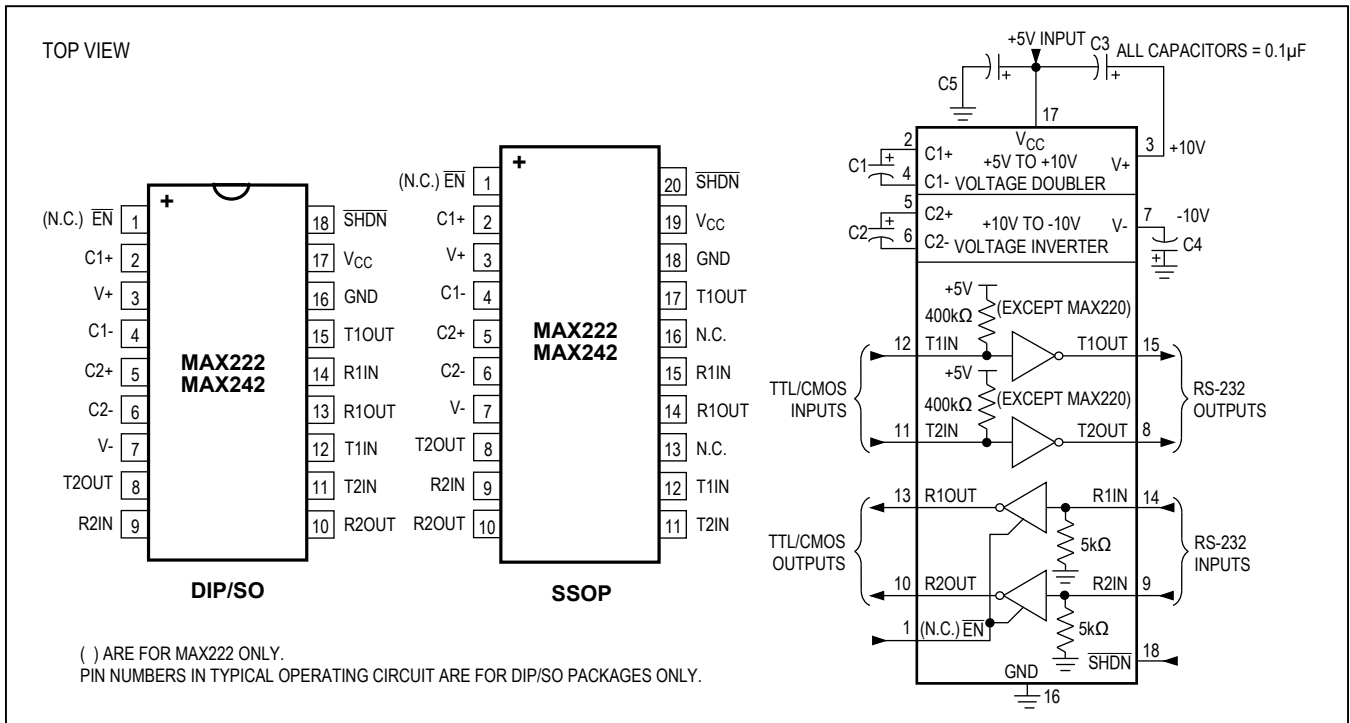 TOP VIEW
+
(N.C.) EN 1
C1+ 2
V+ 3
C1- 4
C2+ 5
C2- 6
V- 7
T2OUT 8
R2IN 9
18 SHDN
17 VCC
16 GND
15 T1OUT
14 R1IN
13 R1OUT
12 T1IN
11 T2IN
10 R2OUT
MAX222
MAX242
DIP/SO
+
(N.C.) EN 1
C1+ 2
V+ 3
C1- 4
C2+ 5
C2- 6
V- 7
T2OUT 8
R2IN 9
R2OUT 10
20 SHDN
19 VCC
18 GND
17 T1OUT
16 N.C.
15 R1IN
14 R1OUT
13 N.C.
12 T1IN
11 T2IN
MAX222
MAX242
SSOP
( ) ARE FOR MAX222 ONLY.
PIN NUMBERS IN TYPICAL OPERATING CIRCUIT ARE FOR DIP/SO PACKAGES ONLY.
+5V INPUT
C3
ALL CAPACITORS = 0.1µF
C5
+
+
17
VCC
2
C1+
C1
+
+5V TO +10V
V+
3
+10V
4
C1-
VOLTAGE DOUBLER
5
C2+
C2
+
+10V TO -10V
V-
7
-10V
6
C2-
VOLTAGE INVERTER
C4
+
+5V
400kΩ
(EXCEPT MAX220)
12
T1IN
T1OUT
15
+5V
400kΩ
(EXCEPT MAX220)
11
T2IN
T2OUT
8
TTL/CMOS
INPUTS
RS-232
OUTPUTS
13
R1OUT
R1IN
14
5kΩ
TTL/CMOS
OUTPUTS
RS-232
INPUTS
10
R2OUT
R2IN
9
5kΩ
1
(N.C.) EN
SHDN
18
GND
16